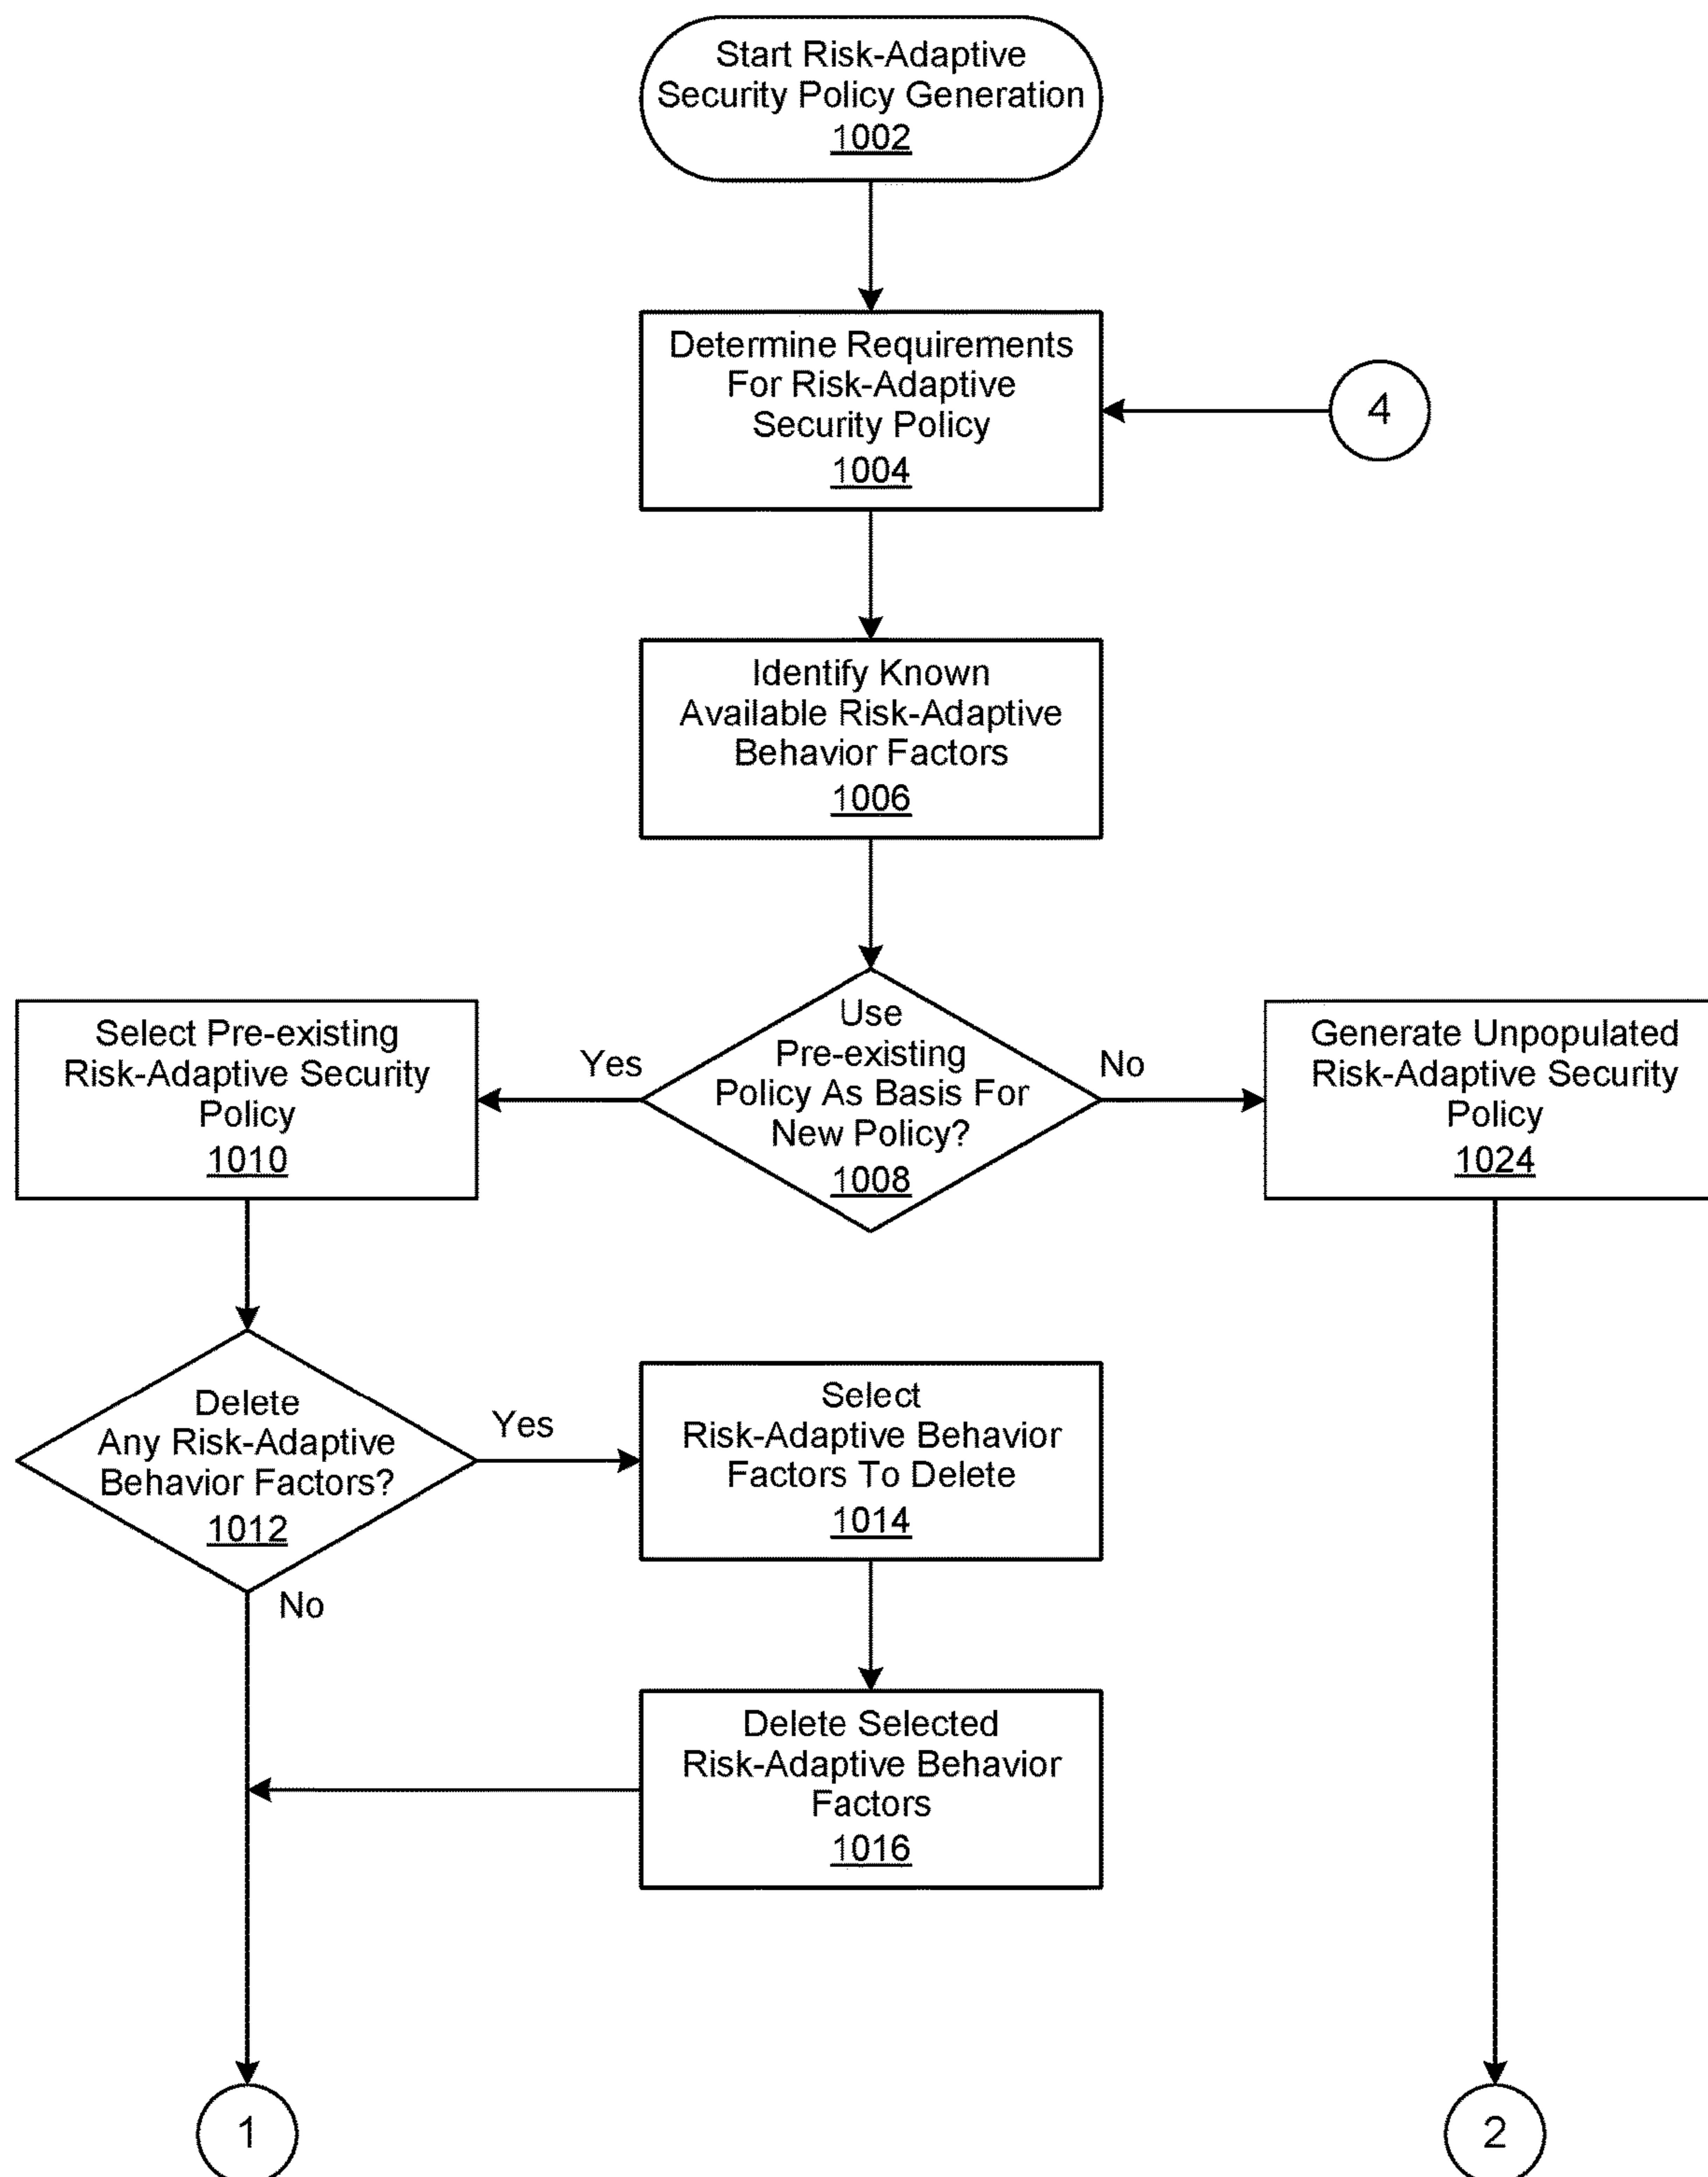 Start Risk-Adaptive
Security Policy Generation
1002
Determine Requirements
For Risk-Adaptive
Security Policy
1004
4
Identify Known
Available Risk-Adaptive
Behavior Factors
1006
Select Pre-existing
Risk-Adaptive Security
Policy
1010
Yes
Use
Pre-existing
Policy As Basis For
New Policy?
1008
No
Generate Unpopulated
Risk-Adaptive Security
Policy
1024
Delete
Any Risk-Adaptive
Behavior Factors?
1012
Yes
No
Select
Risk-Adaptive Behavior
Factors To Delete
1014
Delete Selected
Risk-Adaptive Behavior
Factors
1016
1
2